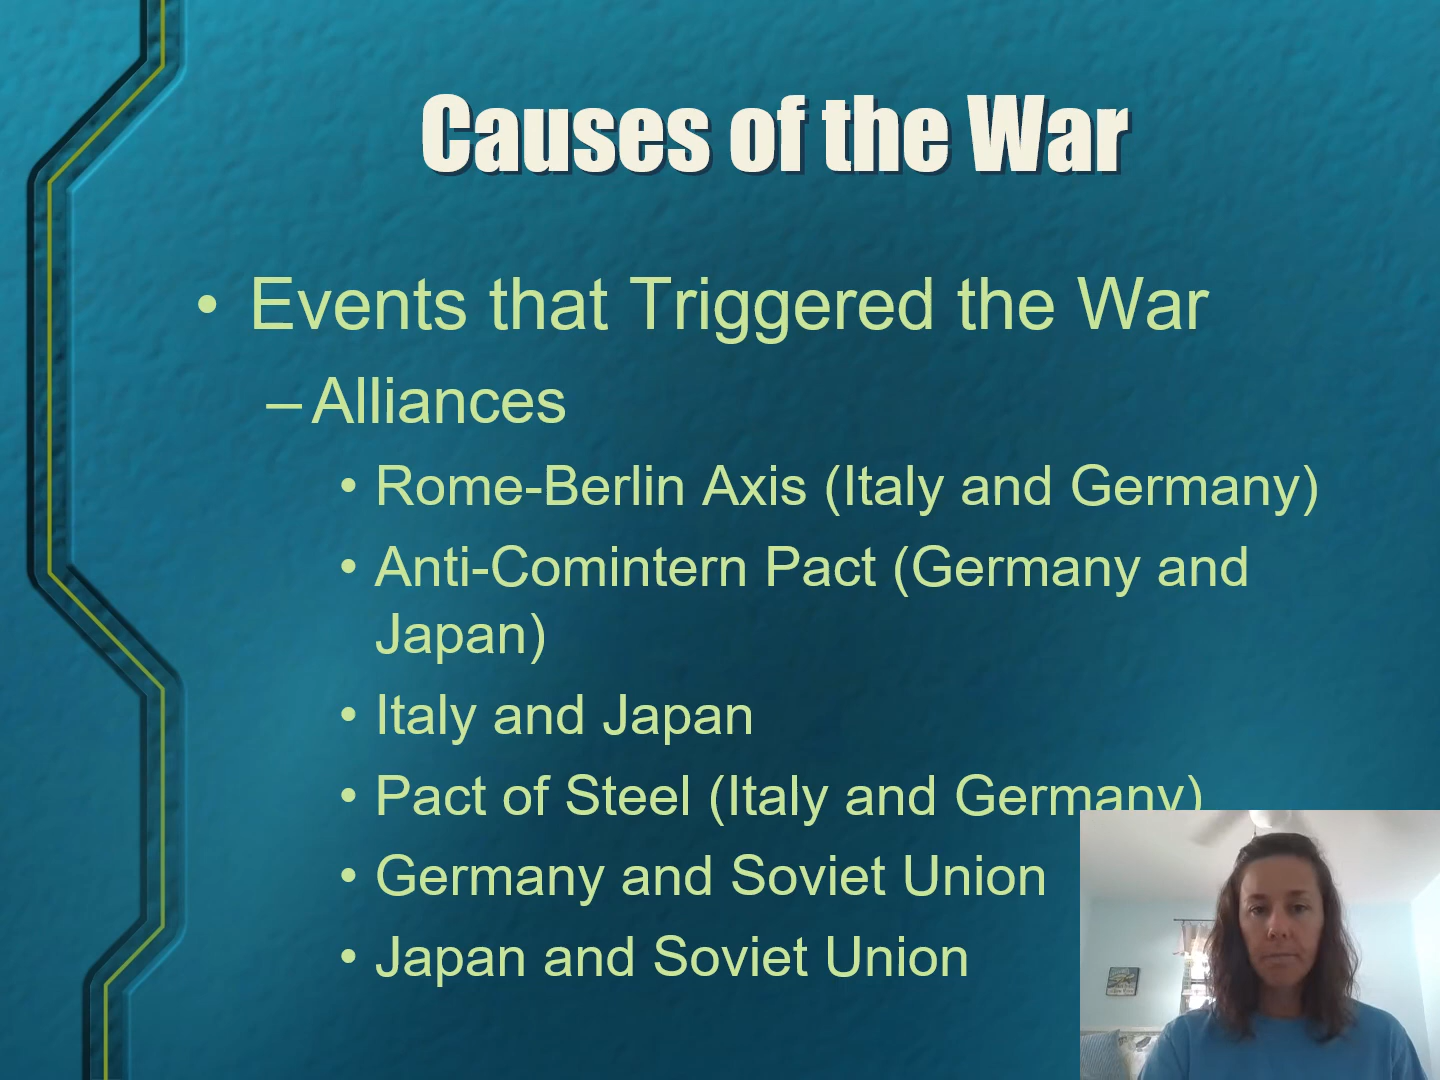 Causes of the War
• Events that Triggered the War
– Alliances
• Rome-Berlin Axis (Italy and Germany)
• Anti-Comintern Pact (Germany and
Japan)
• Italy and Japan
• Pact of Steel (Italy and Germany)
• Germany and Soviet Union
• Japan and Soviet Union